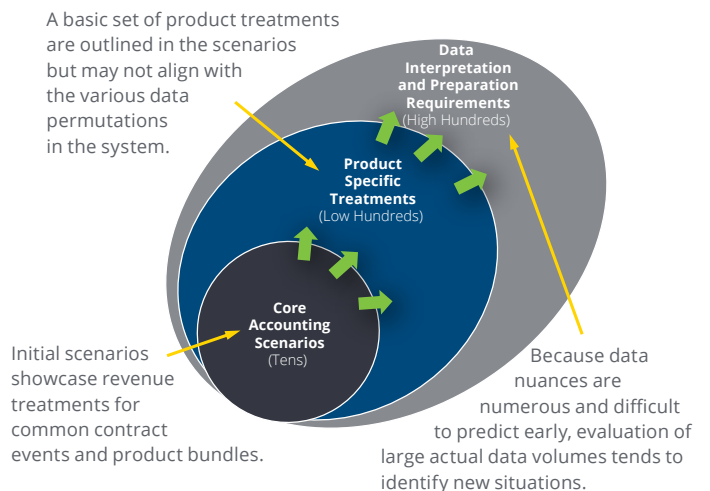 A basic set of product treatments
are outlined in the scenarios
but may not align with
the various data
permutations
in the system.
Data
Interpretation
and Preparation
Requirements
(High Hundreds)
Product
Specific
Treatments
(Low Hundreds)
Core
Accounting
Scenarios
(Tens)
Initial scenarios
showcase revenue
treatments for
common contract
events and product bundles.
Because data
nuances are
numerous and difficult
to predict early, evaluation of
large actual data volumes tends to
identify new situations.